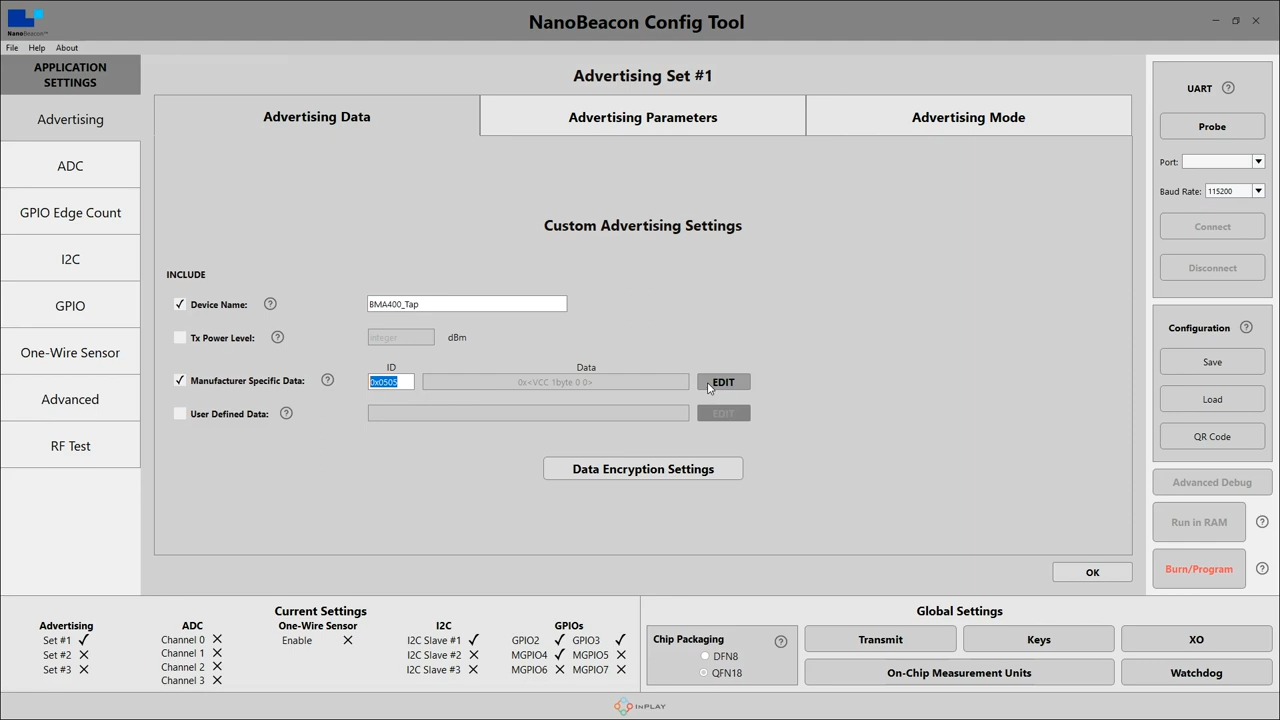 NanoBeacon Config Tool
NanoBeacon™
File Help About
APPLICATION
SETTINGS
Advertising
ADC
GPIO Edge Count
I2C
GPIO
One-Wire Sensor
Advanced
RF Test
Advertising Set #1
Advertising Data
Advertising Parameters
Advertising Mode
Custom Advertising Settings
INCLUDE
Device Name: ? BMA400_Tap
Tx Power Level: ? Integer dBm
ID Data
Manufacturer Specific Data: ? 0x0505 0x<VCC 1byte 0 0> EDIT
User Defined Data: ? EDIT
Data Encryption Settings
OK
UART ?
Probe
Port:
Baud Rate: 115200
Connect
Disconnect
Configuration ?
Save
Load
QR Code
Advanced Debug
Run in RAM ?
Burn/Program ?
Current Settings
Advertising
Set #1
Set #2
Set #3
ADC
Channel 0
Channel 1
Channel 2
Channel 3
One-Wire Sensor
Enable
I2C
I2C Slave #1
I2C Slave #2
I2C Slave #3
GPIOs
GPIO2 GPIO3
MGPIO4 MGPIO5
MGPIO6 MGPIO7
Global Settings
Chip Packaging ?
DFN8
QFN18
Transmit
Keys
XO
On-Chip Measurement Units
Watchdog
INPLAY